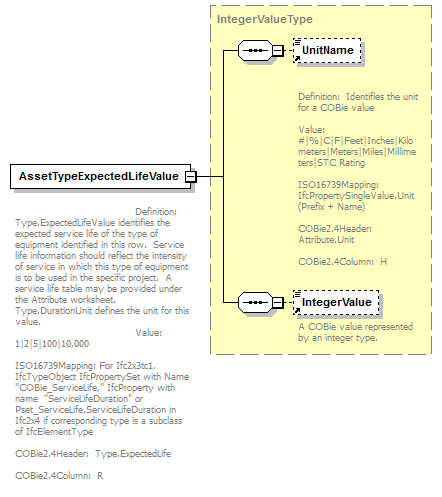 IntegerValueType
UnitName
Definition:  Identifies the unit
for a COBie value
Value:
#|%|C|F|Feet|Inches|Kilo
meters|Meters|Miles|Millime
ters|STC Rating
ISO16739Mapping:
IfcPropertySingleValue.Unit
(Prefix + Name)
COBie2.4Header:
Attribute.Unit
COBie2.4Column:  H
AssetTypeExpectedLifeValue
Definition:
Type.ExpectedLifeValue identifies the
expected service life of the type of
equipment identified in this row.  Service
life information should reflect the intensity
of service in which this type of equipment
is to be used in the specific project.  A
service life table may be provided under
the Attribute worksheet.
Type.DurationUnit defines the unit for this
value.
Value:
1|2|5|100|10,000
ISO16739Mapping: For Ifc2x3tc1,
IfcTypeObject IfcPropertySet with Name
"COBie_ServiceLife," IfcProperty with
name  "ServiceLifeDuration" or
Pset_ServiceLife.ServiceLifeDuration in
Ifc2x4 if corresponding type is a subclass
of IfcElementType
COBie2.4Header:  Type.ExpectedLife
COBie2.4Column:  R
IntegerValue
A COBie value represented
by an integer type.